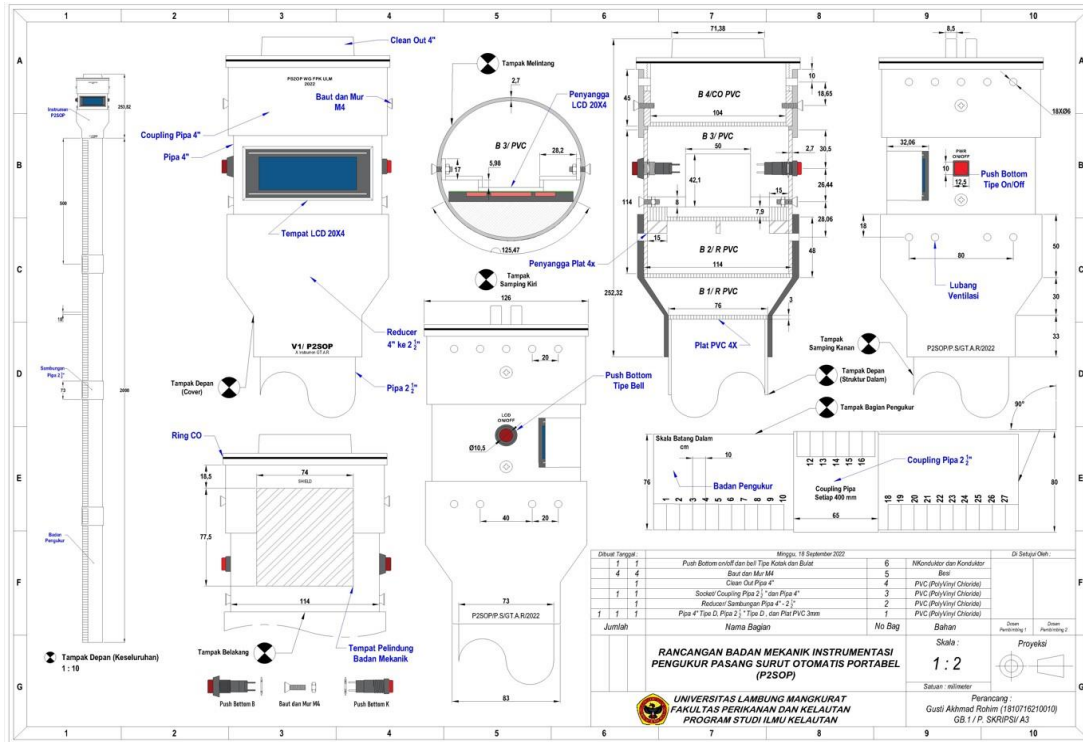 1 2 3 4 5 6 7 8 9 10
A
B
C
D
E
F
G
Instrumen
P2SOP
253,82
500
Sambungan
Pipa 2 ½"
73
2000
Badan
Pengukur
Tampak Depan (Keseluruhan)
1 : 10
Clean Out 4"
P2SOP WG FPK ULM
2022
Baut dan Mur
M4
Coupling Pipa 4"
Pipa 4"
Tempat LCD 20X4
Reducer
4" ke 2 ½"
V1/ P2SOP
Tampak Depan
(Cover)
Pipa 2 ½"
Ring CO
18,5
74
SHIELD
77,5
114
Tampak Belakang
Tempat Pelindung
Badan Mekanik
Push Bottem B
Baut dan Mur M4
Push Bottem K
Tampak Melintang
2,7
Penyangga
LCD 20X4
B 3/ PVC
5,98
28,2
17
125,47
Tampak
Samping Kiri
126
20
Push Bottom
Tipe Bell
LCD
ON/OFF
Ø10,5
40
20
73
P2SOP/P.S/GT.A.R/2022
83
71,38
10
18,65
45
B 4/CO PVC
104
B 3/ PVC
50
2,7
30,5
42,1
15
26,44
114
8
7,9
28,06
15
Penyangga Plat 4x
B 2/ R PVC
48
114
252,32
B 1/ R PVC
76
3
Plat PVC 4X
Tampak Depan
(Struktur Dalam)
8,5
18XØ6
32,06
PWR
ON/OFF
10
12,5
Push Bottom
Tipe On/Off
18
80
50
Lubang
Ventilasi
30
33
P2SOP/P.S/GT.A.R/2022
Tampak
Samping Kanan
Tampak Bagian Pengukur
90°
Skala Batang Dalam
cm
10
Badan Pengukur
76
1 2 3 4 5 6 7 8 9 10
12 13 14 15 16
Coupling Pipa 2 ½"
Coupling Pipa
Setiap 400 mm
65
18 19 20 21 22 23 24 25 26 27
80
Dibuat Tanggal : Minggu, 18 September 2022 Di Setujui Oleh :
1 1 Push Bottom on/off dan bell Tipe Kotak dan Bulat 6 NKonduktor dan Konduktor
4 4 Baut dan Mur M4 5 Besi
1 Clean Out Pipa 4" 4 PVC (PolyVinyl Chloride)
1 1 Socket/ Coupling Pipa 2 ½" dan Pipa 4" 3 PVC (PolyVinyl Chloride)
1 Reducer/ Sambungan Pipa 4" - 2 ½" 2 PVC (PolyVinyl Chloride)
1 1 1 Pipa 4" Tipe D, Pipa 2 ½" Tipe D , dan Plat PVC 3mm 1 PVC (PolyVinyl Chloride)
Jumlah Nama Bagian No Bag Bahan Dosen Pembimbing 1 Dosen Pembimbing 2
RANCANGAN BADAN MEKANIK INSTRUMENTASI
PENGUKUR PASANG SURUT OTOMATIS PORTABEL
(P2SOP)
Skala :
1 : 2
Satuan : milimeter
Proyeksi
UNIVERSITAS LAMBUNG MANGKURAT
FAKULTAS PERIKANAN DAN KELAUTAN
PROGRAM STUDI ILMU KELAUTAN
Perancang :
Gusti Akhmad Rohim (1810716210010)
GB.1 / P. SKRIPSI/ A3